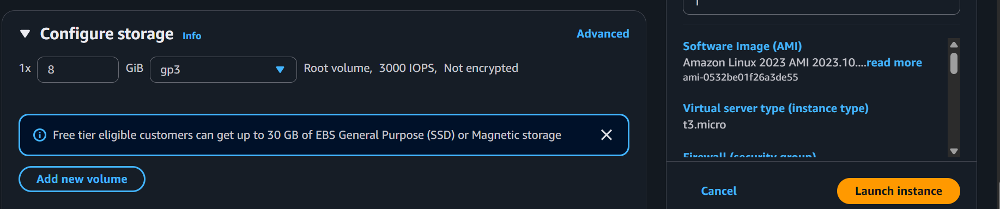 Configure storage Info
Advanced
1x 8 GiB gp3 Root volume, 3000 IOPS, Not encrypted
Free tier eligible customers can get up to 30 GB of EBS General Purpose (SSD) or Magnetic storage
Add new volume
Software Image (AMI)
Amazon Linux 2023 AMI 2023.10....read more
ami-0532be01f26a3de55
Virtual server type (instance type)
t3.micro
Firewall (security group)
Cancel
Launch instance